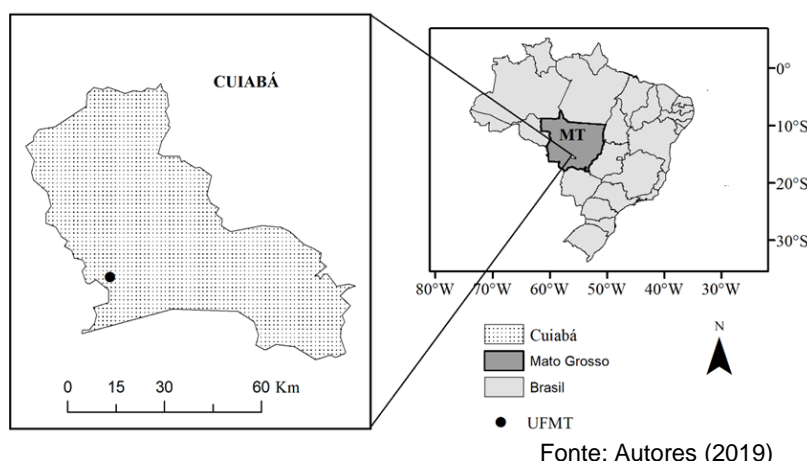 CUIABÁ
0 15 30 60 Km
MT
0°
10°S
20°S
30°S
80°W 70°W 60°W 50°W 40°W 30°W
Cuiabá
Mato Grosso
Brasil
UFMT
N
Fonte: Autores (2019)